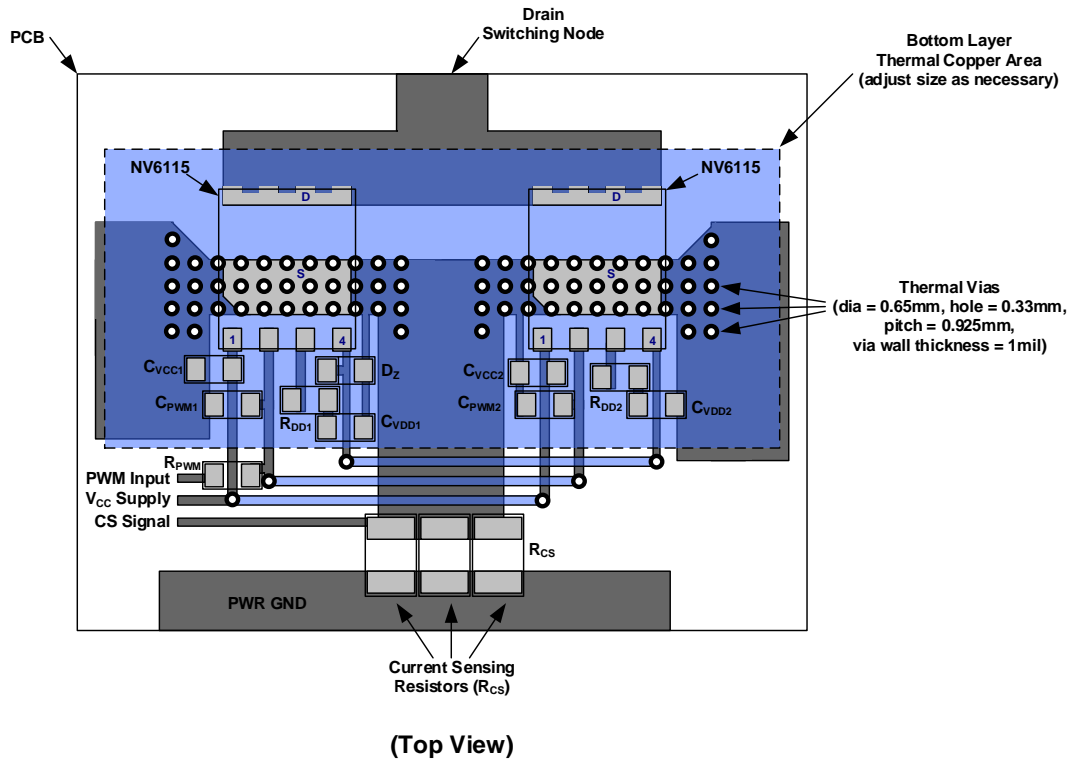 Drain
Switching Node
PCB
Bottom Layer
Thermal Copper Area
(adjust size as necessary)
NV6115
NV6115
D
D
S
S
Thermal Vias
(dia = 0.65mm, hole = 0.33mm,
pitch = 0.925mm,
via wall thickness = 1mil)
1
4
1
4
CVCC1
DZ
CVCC2
CPWM1
RDD1
CVDD1
CPWM2
RDD2
CVDD2
RPWM
PWM Input
VCC Supply
CS Signal
RCS
PWR GND
Current Sensing
Resistors (RCS)
(Top View)